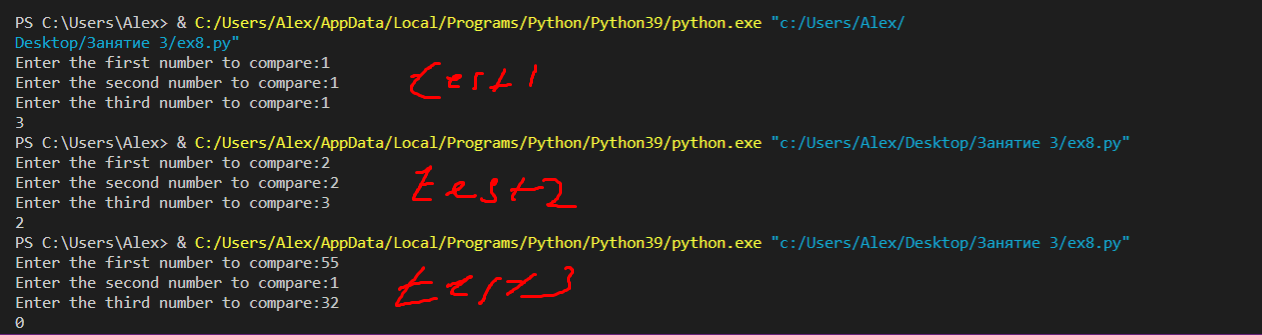 PS C:\Users\Alex> & C:/Users/Alex/AppData/Local/Programs/Python/Python39/python.exe "c:/Users/Alex/
Desktop/Занятие 3/ex8.py"
Enter the first number to compare:1
Enter the second number to compare:1
test1
Enter the third number to compare:1
3
PS C:\Users\Alex> & C:/Users/Alex/AppData/Local/Programs/Python/Python39/python.exe "c:/Users/Alex/Desktop/Занятие 3/ex8.py"
Enter the first number to compare:2
Enter the second number to compare:2
test2
Enter the third number to compare:3
2
PS C:\Users\Alex> & C:/Users/Alex/AppData/Local/Programs/Python/Python39/python.exe "c:/Users/Alex/Desktop/Занятие 3/ex8.py"
Enter the first number to compare:55
Enter the second number to compare:1
test3
Enter the third number to compare:32
0